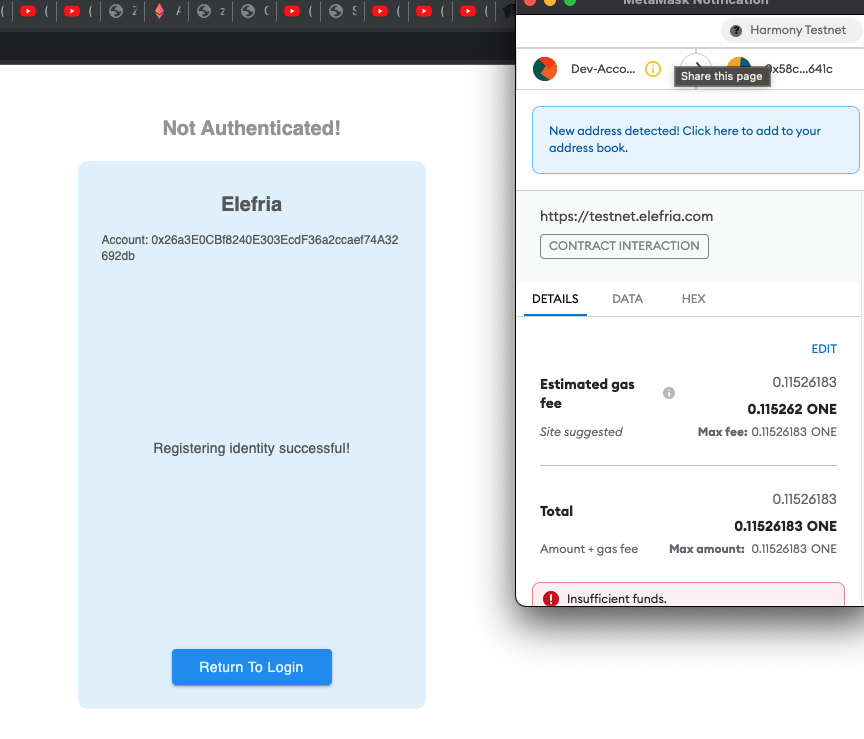 MetaMask Notification
Harmony Testnet
Dev-Acco...
0x58c...641c
Share this page
New address detected! Click here to add to your
address book.
https://testnet.elefria.com
CONTRACT INTERACTION
DETAILS DATA HEX
EDIT
Estimated gas
fee
0.11526183
0.115262 ONE
Site suggested
Max fee: 0.11526183 ONE
Total
0.11526183
0.11526183 ONE
Amount + gas fee
Max amount: 0.11526183 ONE
Insufficient funds.
Not Authenticated!
Elefria
Account: 0x26a3E0CBf8240E303EcdF36a2ccaef74A32
692db
Registering identity successful!
Return To Login